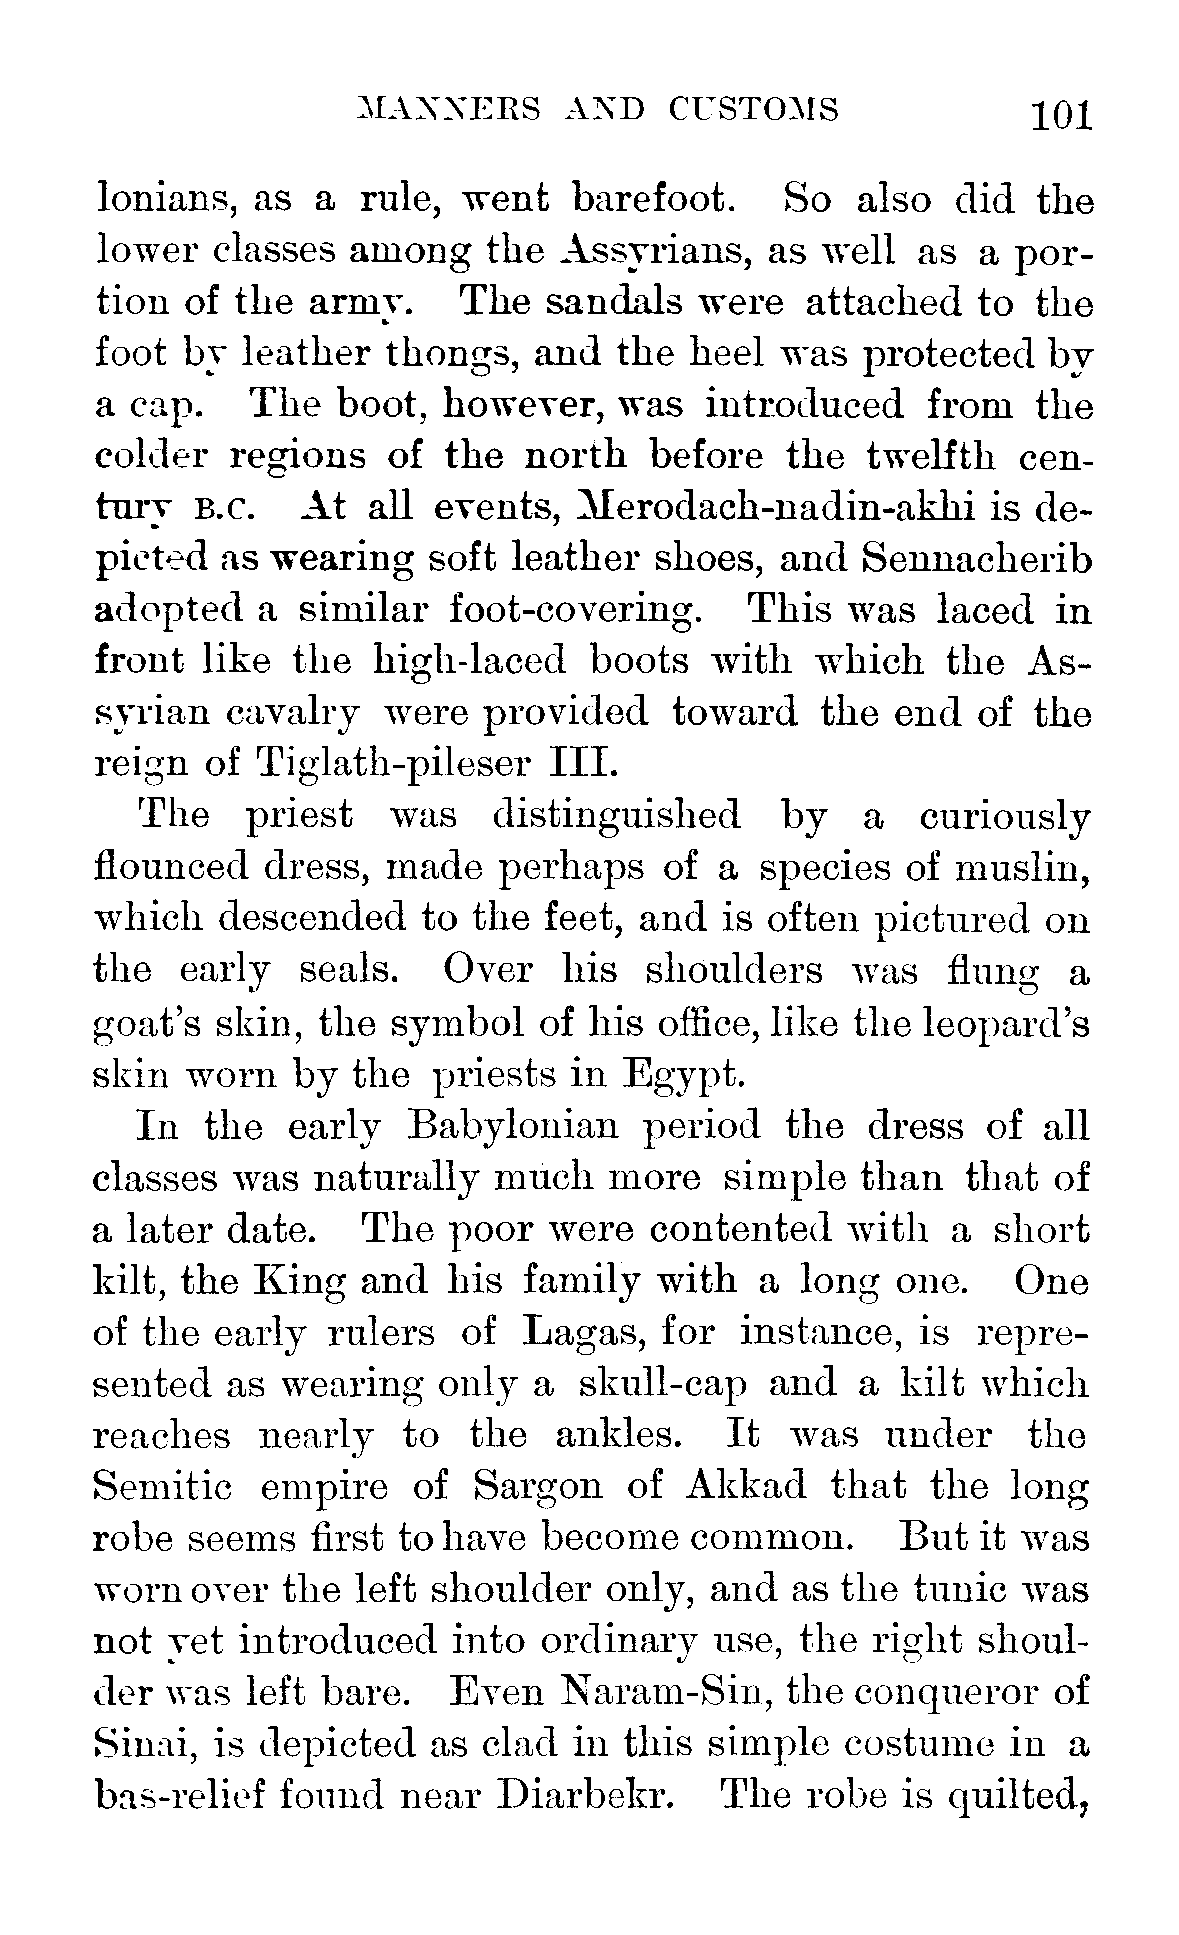 MANNERS AND CUSTOMS 101
lonians, as a rule, went barefoot. So also did the
lower classes among the Assyrians, as well as a por-
tion of the army. The sandals were attached to the
foot by leather thongs, and the heel was protected by
a cap. The boot, however, was introduced from the
colder regions of the north before the twelfth cen-
tury B.C. At all events, Merodach-nadin-akhi is de-
picted as wearing soft leather shoes, and Sennacherib
adopted a similar foot-covering. This was laced in
front like the high-laced boots with which the As-
syrian cavalry were provided toward the end of the
reign of Tiglath-pileser III.
The priest was distinguished by a curiously
flounced dress, made perhaps of a species of muslin,
which descended to the feet, and is often pictured on
the early seals. Over his shoulders was flung a
goat's skin, the symbol of his office, like the leopard's
skin worn by the priests in Egypt.
In the early Babylonian period the dress of all
classes was naturally much more simple than that of
a later date. The poor were contented with a short
kilt, the King and his family with a long one. One
of the early rulers of Lagas, for instance, is repre-
sented as wearing only a skull-cap and a kilt which
reaches nearly to the ankles. It was under the
Semitic empire of Sargon of Akkad that the long
robe seems first to have become common. But it was
worn over the left shoulder only, and as the tunic was
not yet introduced into ordinary use, the right shoul-
der was left bare. Even Naram-Sin, the conqueror of
Sinai, is depicted as clad in this simple costume in a
bas-relief found near Diarbekr. The robe is quilted,